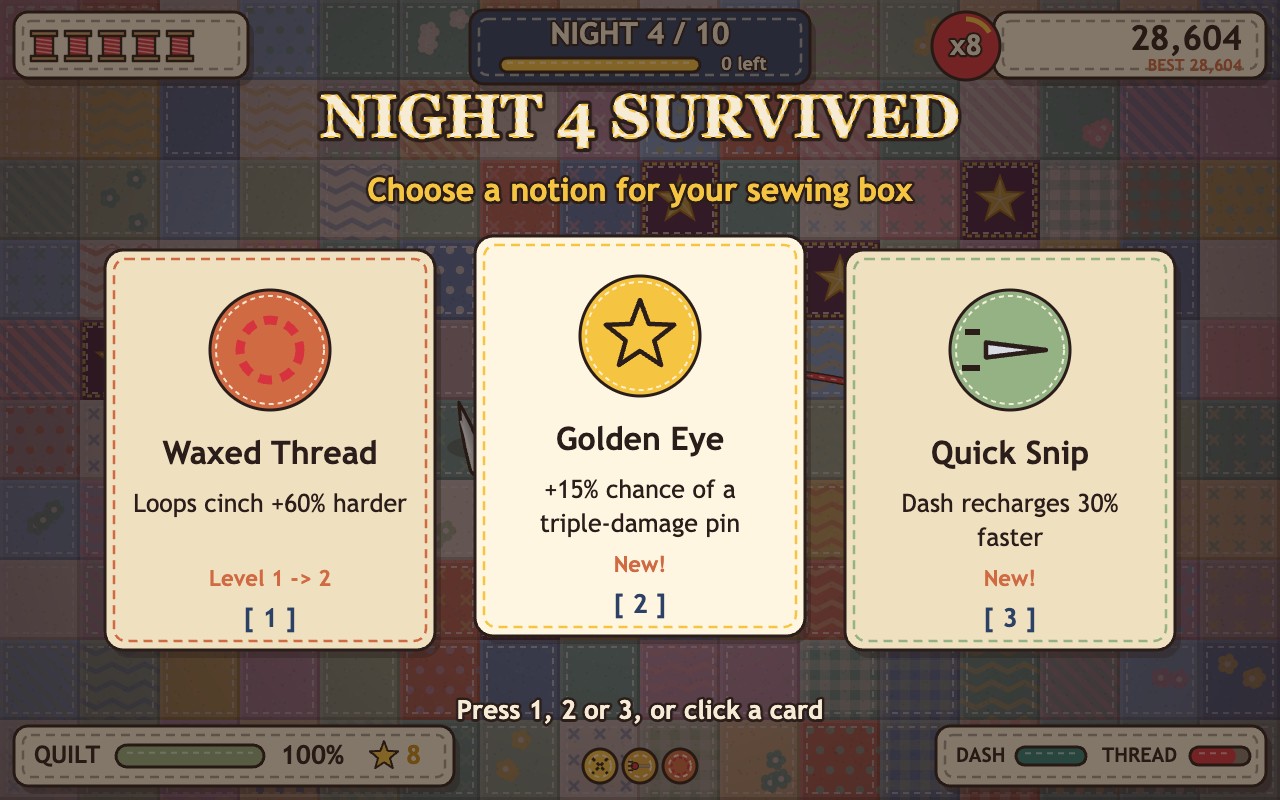 NIGHT 4 / 10
0 left
x8
28,604
BEST 28,604
NIGHT 4 SURVIVED
Choose a notion for your sewing box
Waxed Thread
Loops cinch +60% harder
Level 1 -> 2
[ 1 ]
Golden Eye
+15% chance of a
triple-damage pin
New!
[ 2 ]
Quick Snip
Dash recharges 30%
faster
New!
[ 3 ]
Press 1, 2 or 3, or click a card
QUILT 100% 8
DASH THREAD